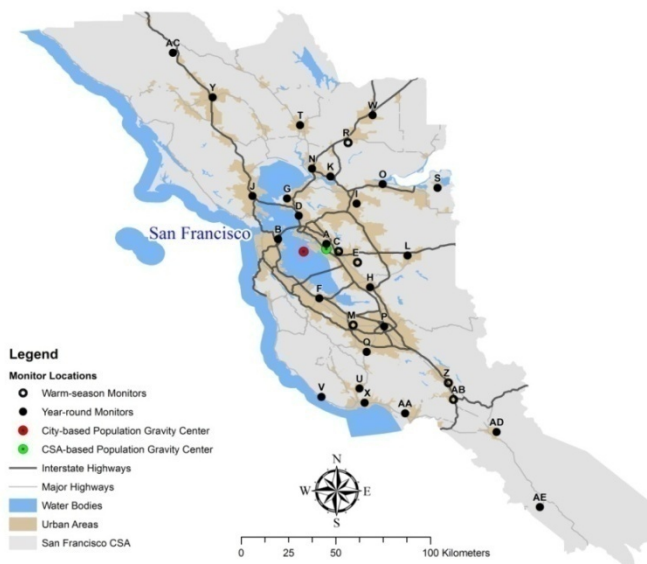 AC
Y
W
T
R
N
K
O
S
J
G
I
D
San Francisco
B
A
C
L
E
H
F
M
P
Q
Z
U
AB
V
X
AA
AD
AE
Legend
Monitor Locations
Warm-season Monitors
Year-round Monitors
City-based Population Gravity Center
CSA-based Population Gravity Center
Interstate Highways
Major Highways
Water Bodies
Urban Areas
San Francisco CSA
N
W E
S
0 25 50 100 Kilometers